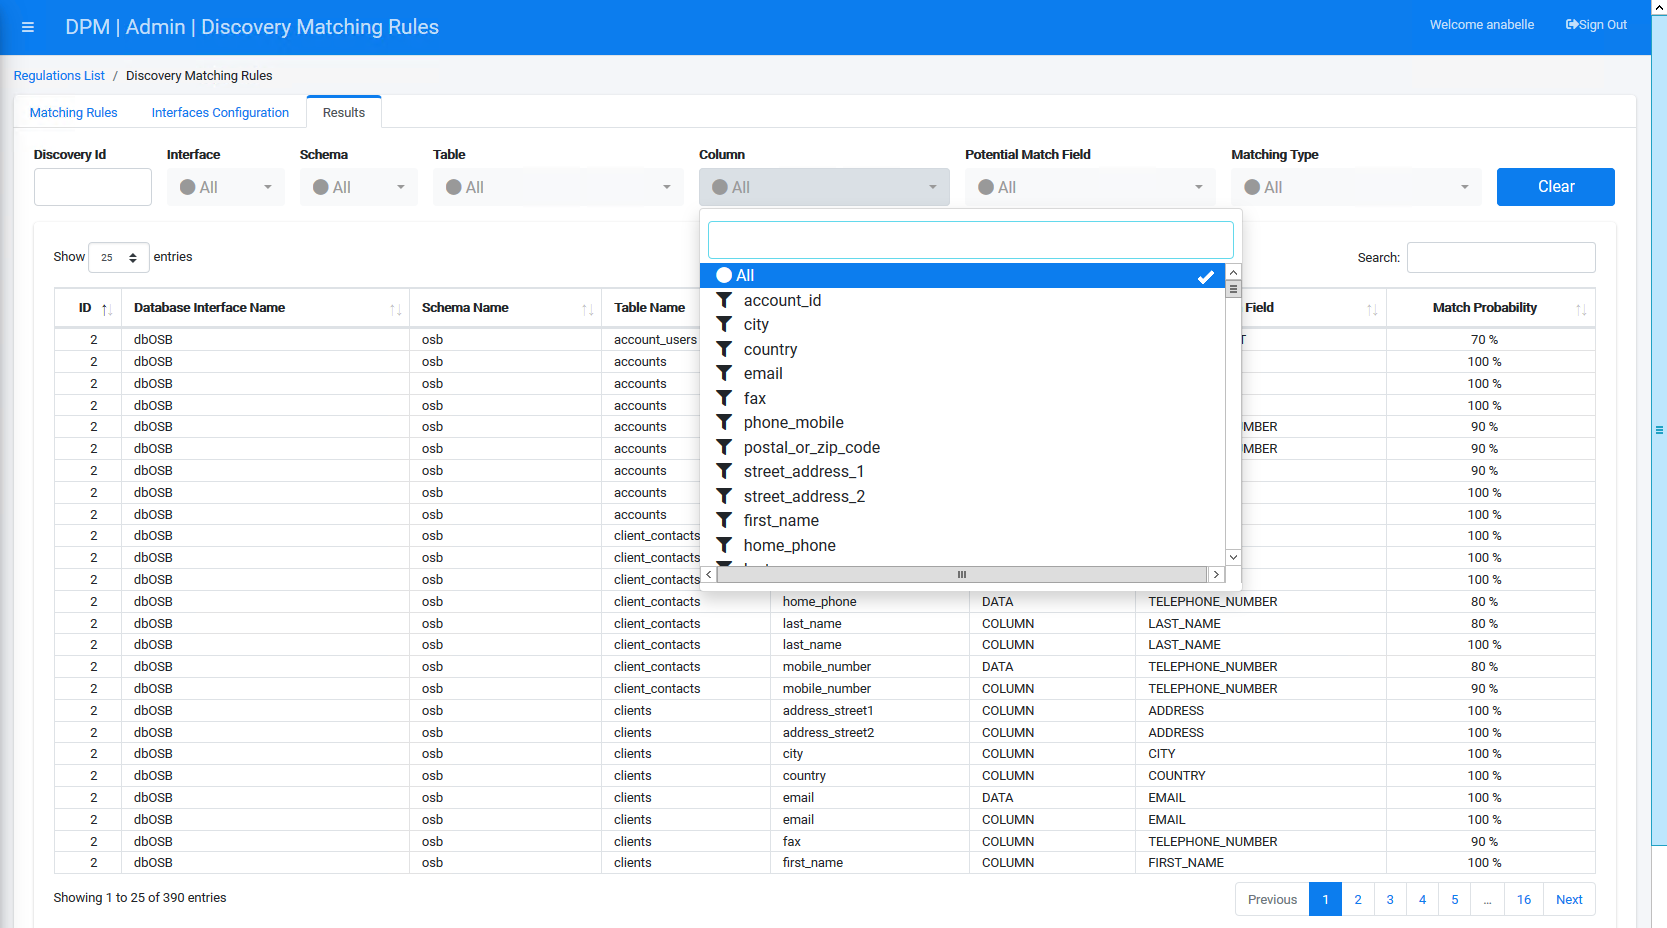 DPM | Admin | Discovery Matching Rules
Welcome anabelle
Sign Out
Regulations List / Discovery Matching Rules
Matching Rules Interfaces Configuration Results
Discovery Id Interface Schema Table Column Potential Match Field Matching Type
All All All All All All Clear
Show 25 entries
Search:
All
account_id
city
country
email
fax
phone_mobile
postal_or_zip_code
street_address_1
street_address_2
first_name
home_phone
ID Database Interface Name Schema Name Table Name Field Match Probability
2 dbOSB osb account_users T 70 %
2 dbOSB osb accounts 100 %
2 dbOSB osb accounts 100 %
2 dbOSB osb accounts 100 %
2 dbOSB osb accounts MBER 90 %
2 dbOSB osb accounts MBER 90 %
2 dbOSB osb accounts 90 %
2 dbOSB osb accounts 100 %
2 dbOSB osb accounts 100 %
2 dbOSB osb client_contacts 100 %
2 dbOSB osb client_contacts 100 %
2 dbOSB osb client_contacts 100 %
2 dbOSB osb client_contacts home_phone DATA TELEPHONE_NUMBER 80 %
2 dbOSB osb client_contacts last_name COLUMN LAST_NAME 80 %
2 dbOSB osb client_contacts last_name COLUMN LAST_NAME 100 %
2 dbOSB osb client_contacts mobile_number DATA TELEPHONE_NUMBER 80 %
2 dbOSB osb client_contacts mobile_number COLUMN TELEPHONE_NUMBER 90 %
2 dbOSB osb clients address_street1 COLUMN ADDRESS 100 %
2 dbOSB osb clients address_street2 COLUMN ADDRESS 100 %
2 dbOSB osb clients city COLUMN CITY 100 %
2 dbOSB osb clients country COLUMN COUNTRY 100 %
2 dbOSB osb clients email DATA EMAIL 100 %
2 dbOSB osb clients email COLUMN EMAIL 100 %
2 dbOSB osb clients fax COLUMN TELEPHONE_NUMBER 90 %
2 dbOSB osb clients first_name COLUMN FIRST_NAME 100 %
Showing 1 to 25 of 390 entries
Previous 1 2 3 4 5 ... 16 Next